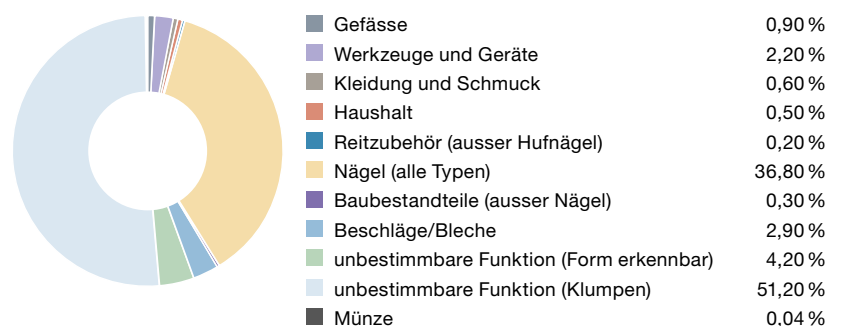 Gefässe 0,90 %
Werkzeuge und Geräte 2,20 %
Kleidung und Schmuck 0,60 %
Haushalt 0,50 %
Reitzubehör (ausser Hufnägel) 0,20 %
Nägel (alle Typen) 36,80 %
Baubestandteile (ausser Nägel) 0,30 %
Beschläge/Bleche 2,90 %
unbestimmbare Funktion (Form erkennbar) 4,20 %
unbestimmbare Funktion (Klumpen) 51,20 %
Münze 0,04 %